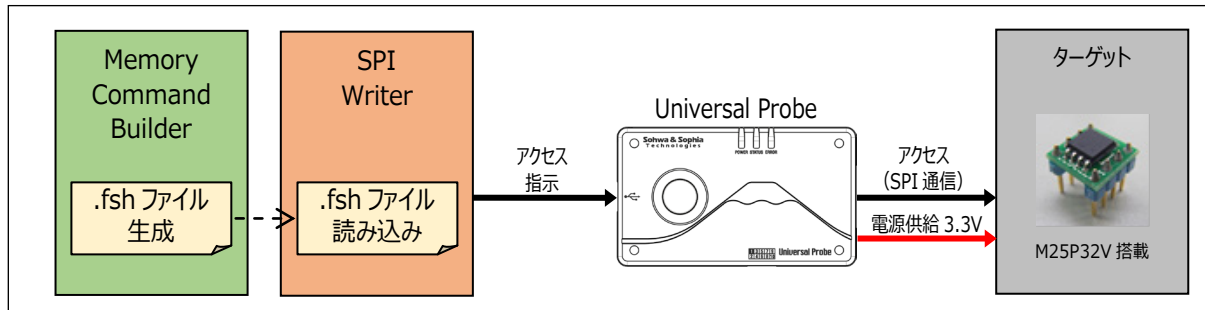 Memory
Command
Builder
.fsh ファイル
生成
SPI
Writer
.fsh ファイル
読み込み
アクセス
指示
Universal Probe
Sohwa & Sophia
Technologies
POWER STATUS ERROR
Universal Probe
アクセス
（SPI 通信）
電源供給 3.3V
ターゲット
M25P32V 搭載